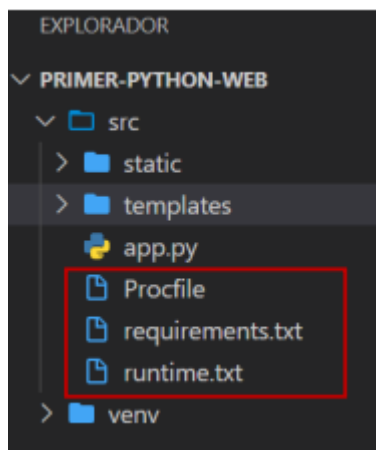 EXPLORADOR
PRIMER-PYTHON-WEB
src
static
templates
app.py
Procfile
requirements.txt
runtime.txt
venv